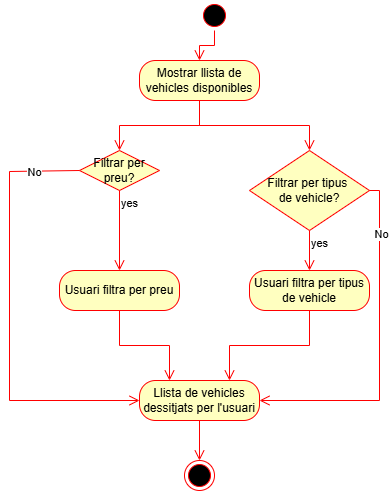 Mostrar llista de
vehicles disponibles
Filtrar per
preu?
Filtrar per tipus
de vehicle?
No
yes
No
yes
Usuari filtra per preu
Usuari filtra per tipus
de vehicle
Llista de vehicles
dessitjats per l'usuari